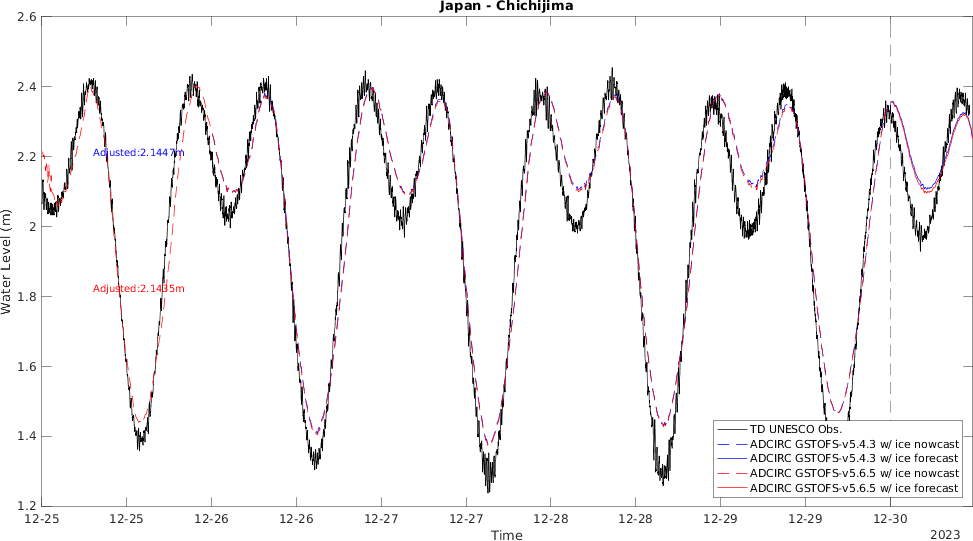 Japan - Chichijima
2.6
2.4
2.2
2
1.8
1.6
1.4
1.2
Water Level (m)
Adjusted:2.1447m
Adjusted:2.1435m
TD UNESCO Obs.
ADCIRC GSTOFS-v5.4.3 w/ ice nowcast
ADCIRC GSTOFS-v5.4.3 w/ ice forecast
ADCIRC GSTOFS-v5.6.5 w/ ice nowcast
ADCIRC GSTOFS-v5.6.5 w/ ice forecast
12-25 12-25 12-26 12-26 12-27 12-27 12-28 12-28 12-29 12-29 12-30
Time
2023